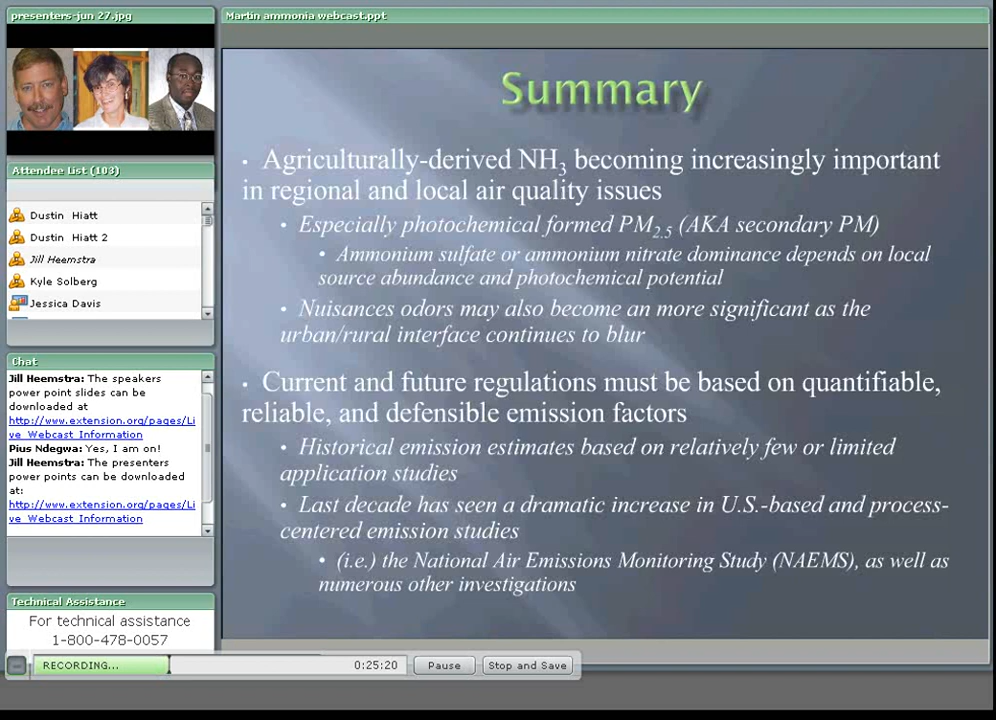 presenters-jun 27.jpg
Martin ammonia webcast.ppt
Attendee List (103)
Dustin Hiatt
Dustin Hiatt 2
Jill Heemstra
Kyle Solberg
Jessica Davis
Chat
Jill Heemstra: The speakers
power point slides can be
downloaded at
http://www.extension.org/pages/Li
ve_Webcast_Information
Pius Ndegwa: Yes, I am on!
Jill Heemstra: The presenters
power points can be downloaded
at:
http://www.extension.org/pages/Li
ve_Webcast_Information
Technical Assistance
For technical assistance
1-800-478-0057
Summary
• Agriculturally-derived NH3 becoming increasingly important
in regional and local air quality issues
• Especially photochemical formed PM2.5 (AKA secondary PM)
• Ammonium sulfate or ammonium nitrate dominance depends on local
source abundance and photochemical potential
• Nuisances odors may also become an more significant as the
urban/rural interface continues to blur
• Current and future regulations must be based on quantifiable,
reliable, and defensible emission factors
• Historical emission estimates based on relatively few or limited
application studies
• Last decade has seen a dramatic increase in U.S.-based and process-
centered emission studies
• (i.e.) the National Air Emissions Monitoring Study (NAEMS), as well as
numerous other investigations
RECORDING... 0:25:20 Pause Stop and Save